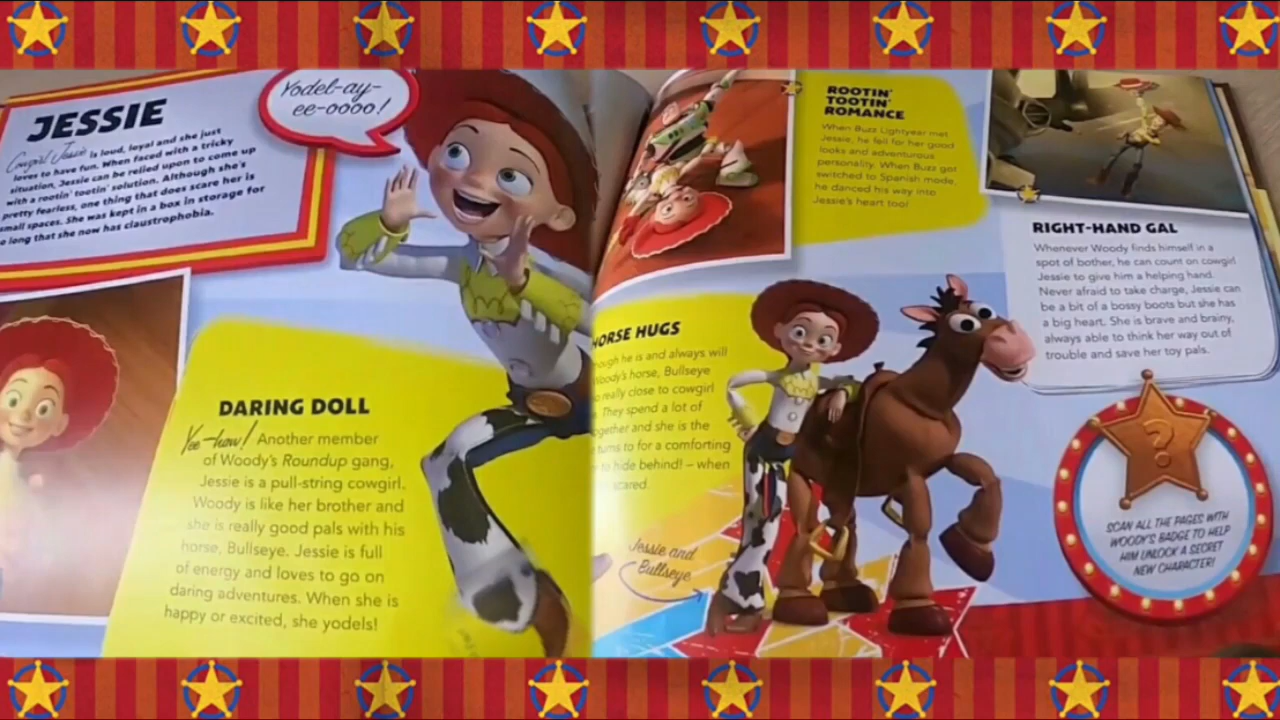 JESSIE
Cowgirl Jessie is loud, loyal and she just
loves to have fun. When faced with a tricky
situation, Jessie can be relied upon to come up
with a rootin' tootin' solution. Although she's
pretty fearless, one thing that does scare her is
small spaces. She was kept in a box in storage for
so long that she now has claustrophobia.
Yodel-ay-
ee-oooo!
DARING DOLL
Yee-haw! Another member
of Woody's Roundup gang,
Jessie is a pull-string cowgirl.
Woody is like her brother and
she is really good pals with his
horse, Bullseye. Jessie is full
of energy and loves to go on
daring adventures. When she is
happy or excited, she yodels!
ROOTIN'
TOOTIN'
ROMANCE
When Buzz Lightyear met
Jessie, he fell for her good
looks and adventurous
personality. When Buzz got
switched to Spanish mode,
he danced his way into
Jessie's heart too!
HORSE HUGS
he is and always will
Woody's horse, Bullseye
really close to cowgirl
They spend a lot of
together and she is the
turns to for a comforting
to hide behind! – when
scared.
Jessie and
Bullseye
RIGHT-HAND GAL
Whenever Woody finds himself in a
spot of bother, he can count on cowgirl
Jessie to give him a helping hand.
Never afraid to take charge, Jessie can
be a bit of a bossy boots but she has
a big heart. She is brave and brainy,
always able to think her way out of
trouble and save her toy pals.
?
SCAN ALL THE PAGES WITH
WOODY'S BADGE TO HELP
HIM UNLOCK A SECRET
NEW CHARACTER!